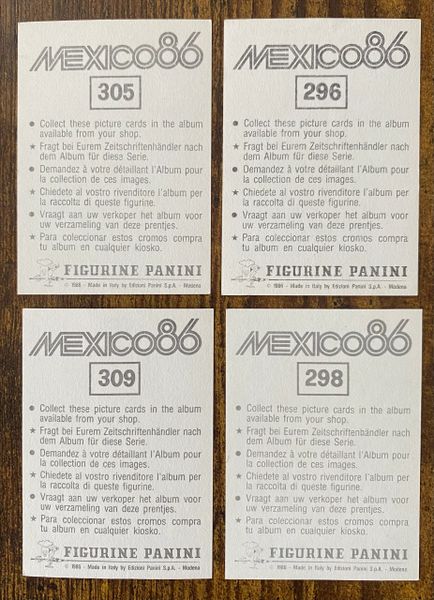 MEXICO86
305
● Collect these picture cards in the album
available from your shop.
★ Fragt bei Eurem Zeitschriftenhändler nach
dem Album für diese Serie.
● Demandez à votre détaillant l'Album pour
la collection de ces images.
★ Chiedete al vostro rivenditore l'album per
la raccolta di queste figurine.
● Vraagt aan uw verkoper het album voor
uw verzameling van deze prentjes.
★ Para coleccionar estos cromos compra
tu album en cualquier kiosko.
FIGURINE PANINI
© 1986 - Made in Italy by Edizioni Panini S.p.A. - Modena
MEXICO86
296
● Collect these picture cards in the album
available from your shop.
★ Fragt bei Eurem Zeitschriftenhändler nach
dem Album für diese Serie.
● Demandez à votre détaillant l'Album pour
la collection de ces images.
★ Chiedete al vostro rivenditore l'album per
la raccolta di queste figurine.
● Vraagt aan uw verkoper het album voor
uw verzameling van deze prentjes.
★ Para coleccionar estos cromos compra
tu album en cualquier kiosko.
FIGURINE PANINI
© 1986 - Made in Italy by Edizioni Panini S.p.A. - Modena
MEXICO86
309
● Collect these picture cards in the album
available from your shop.
★ Fragt bei Eurem Zeitschriftenhändler nach
dem Album für diese Serie.
● Demandez à votre détaillant l'Album pour
la collection de ces images.
★ Chiedete al vostro rivenditore l'album per
la raccolta di queste figurine.
● Vraagt aan uw verkoper het album voor
uw verzameling van deze prentjes.
★ Para coleccionar estos cromos compra
tu album en cualquier kiosko.
FIGURINE PANINI
© 1986 - Made in Italy by Edizioni Panini S.p.A. - Modena
MEXICO86
298
● Collect these picture cards in the album
available from your shop.
★ Fragt bei Eurem Zeitschriftenhändler nach
dem Album für diese Serie.
● Demandez à votre détaillant l'Album pour
la collection de ces images.
★ Chiedete al vostro rivenditore l'album per
la raccolta di queste figurine.
● Vraagt aan uw verkoper het album voor
uw verzameling van deze prentjes.
★ Para coleccionar estos cromos compra
tu album en cualquier kiosko.
FIGURINE PANINI
© 1986 - Made in Italy by Edizioni Panini S.p.A. - Modena